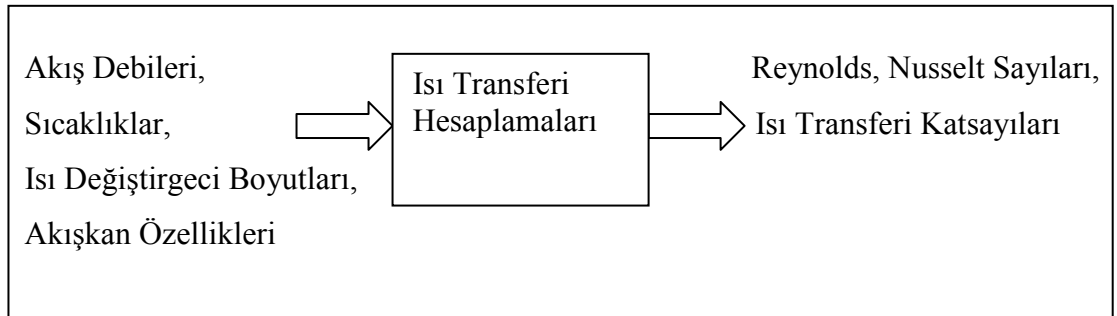 Akış Debileri,
Sıcaklıklar,
Isı Değiştirgeci Boyutları,
Akışkan Özellikleri
Isı Transferi
Hesaplamaları
Reynolds, Nusselt Sayıları,
Isı Transferi Katsayıları